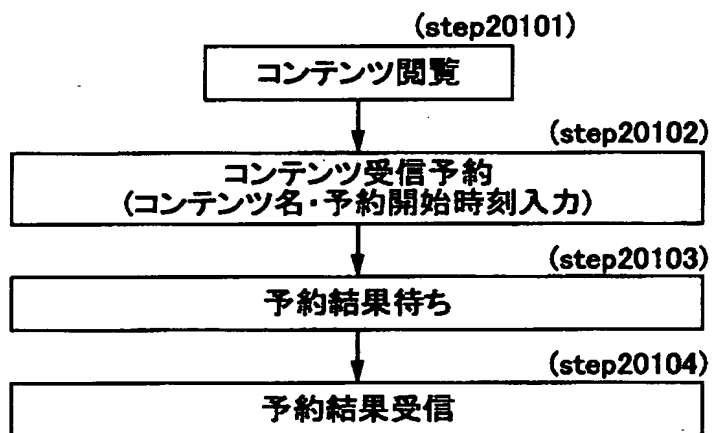 (step20101)
コンテンツ閲覧
(step20102)
コンテンツ受信予約
(コンテンツ名・予約開始時刻入力)
(step20103)
予約結果待ち
(step20104)
予約結果受信